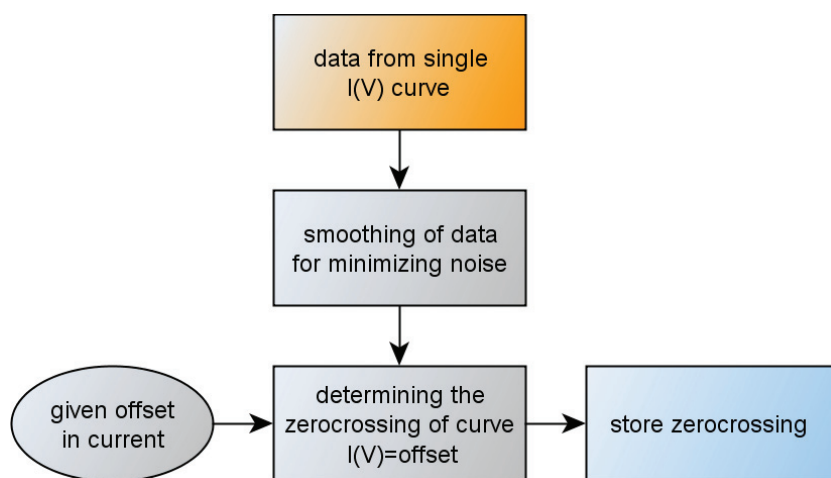 data from single
I(V) curve
smoothing of data
for minimizing noise
given offset
in current
determining the
zerocrossing of curve
I(V)=offset
store zerocrossing